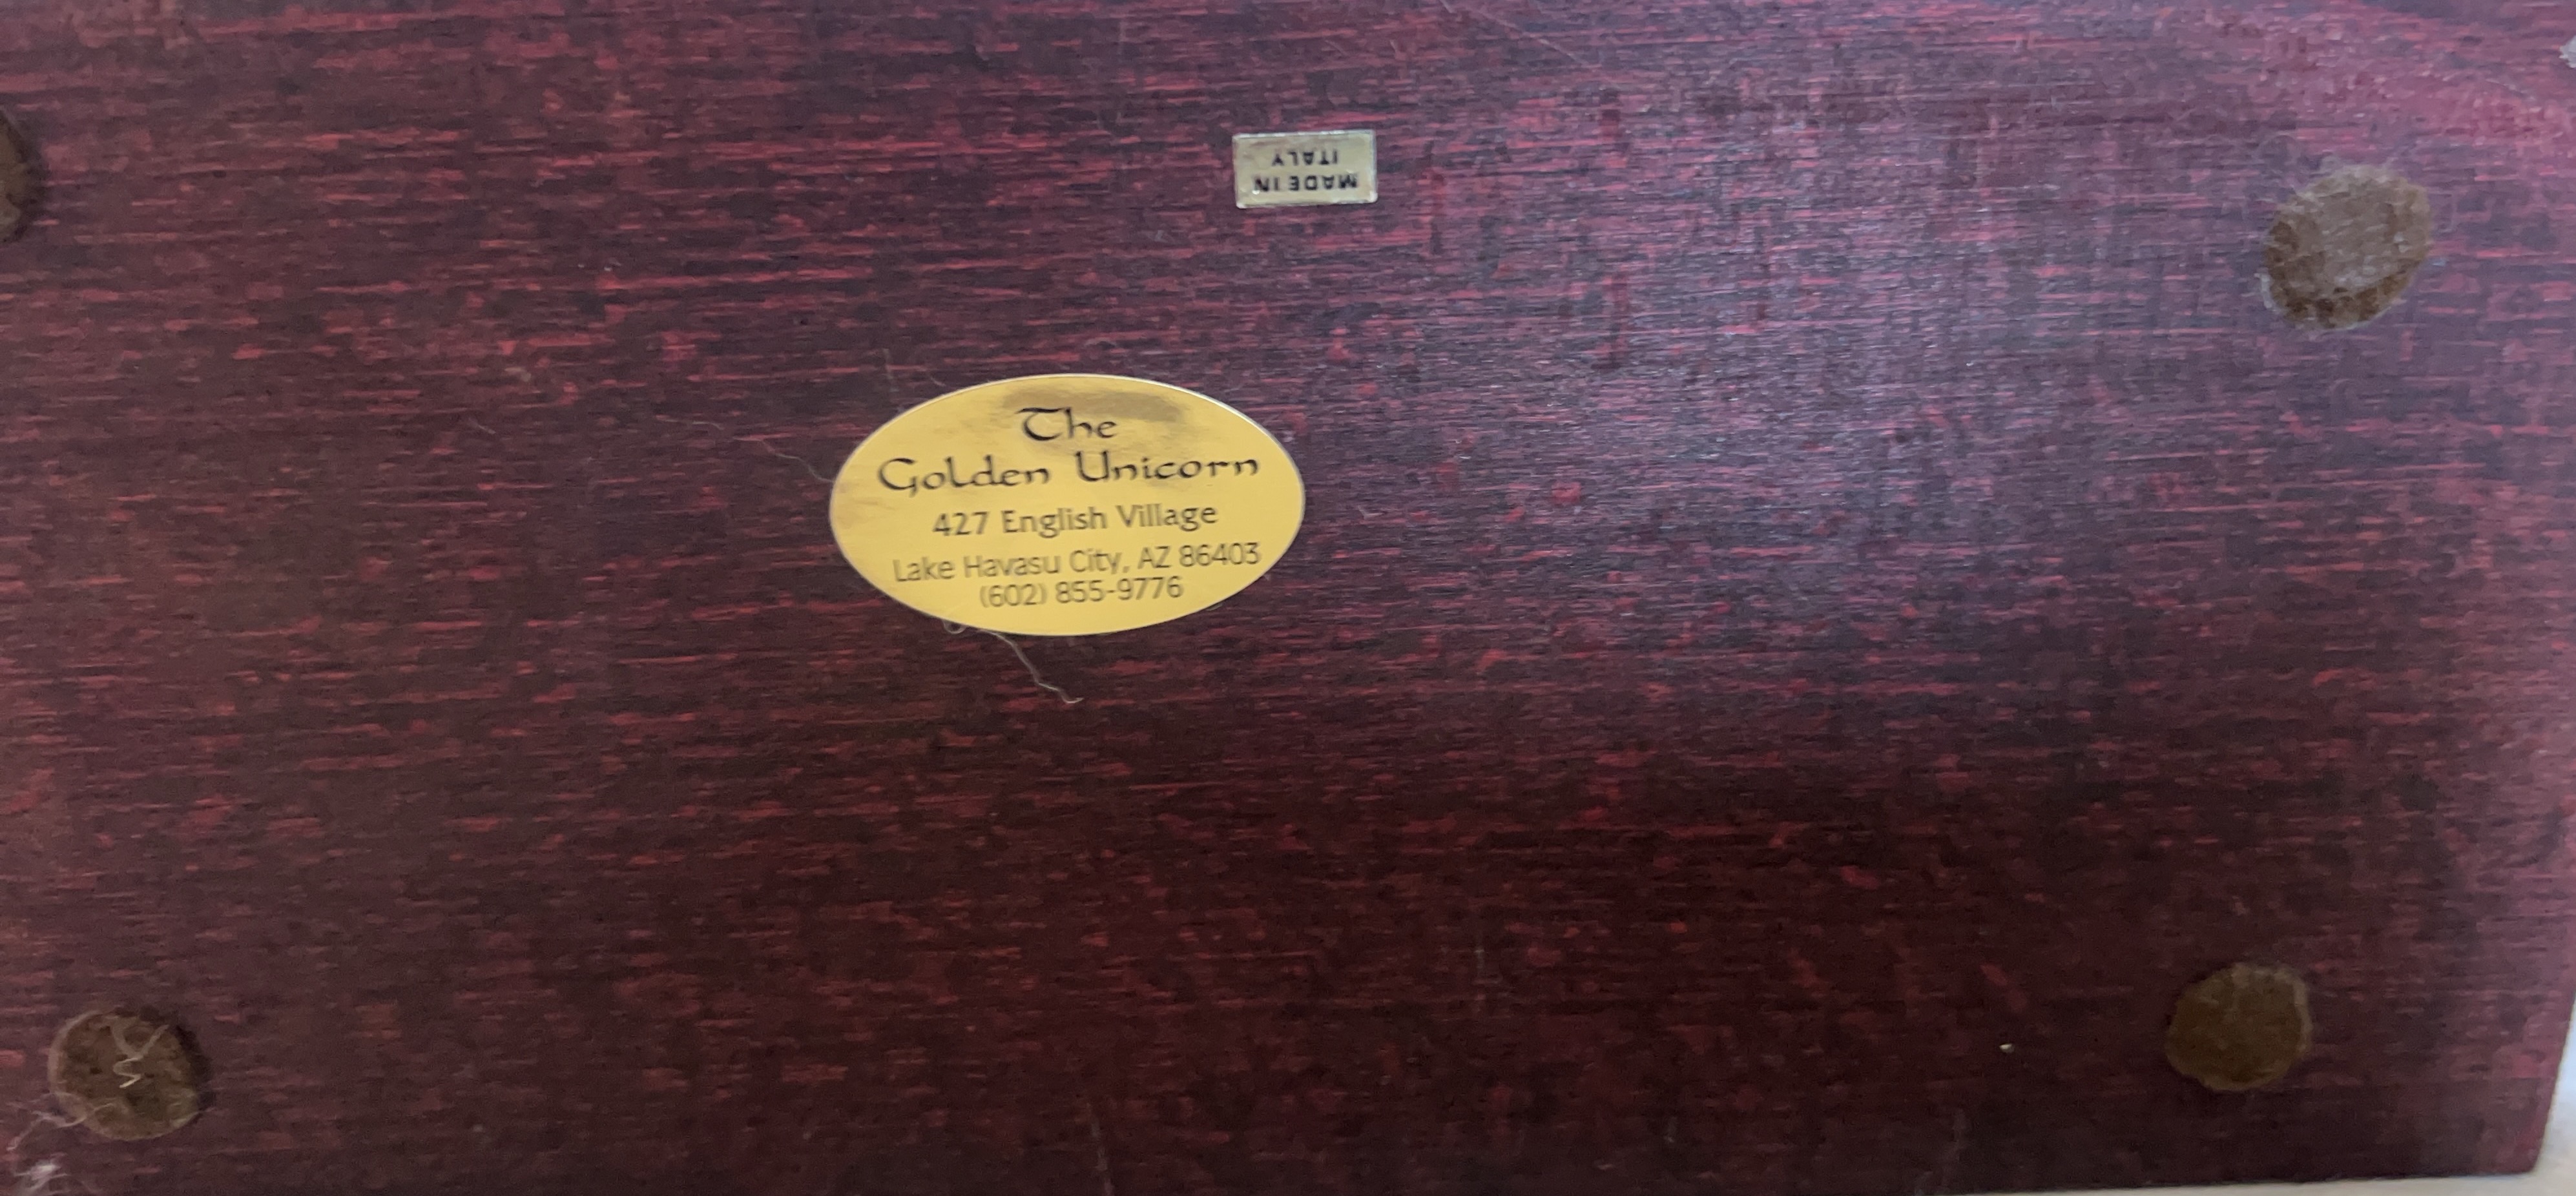 MADE IN
ITALY
The
Golden Unicorn
427 English Village
Lake Havasu City, AZ 86403
(602) 855-9776